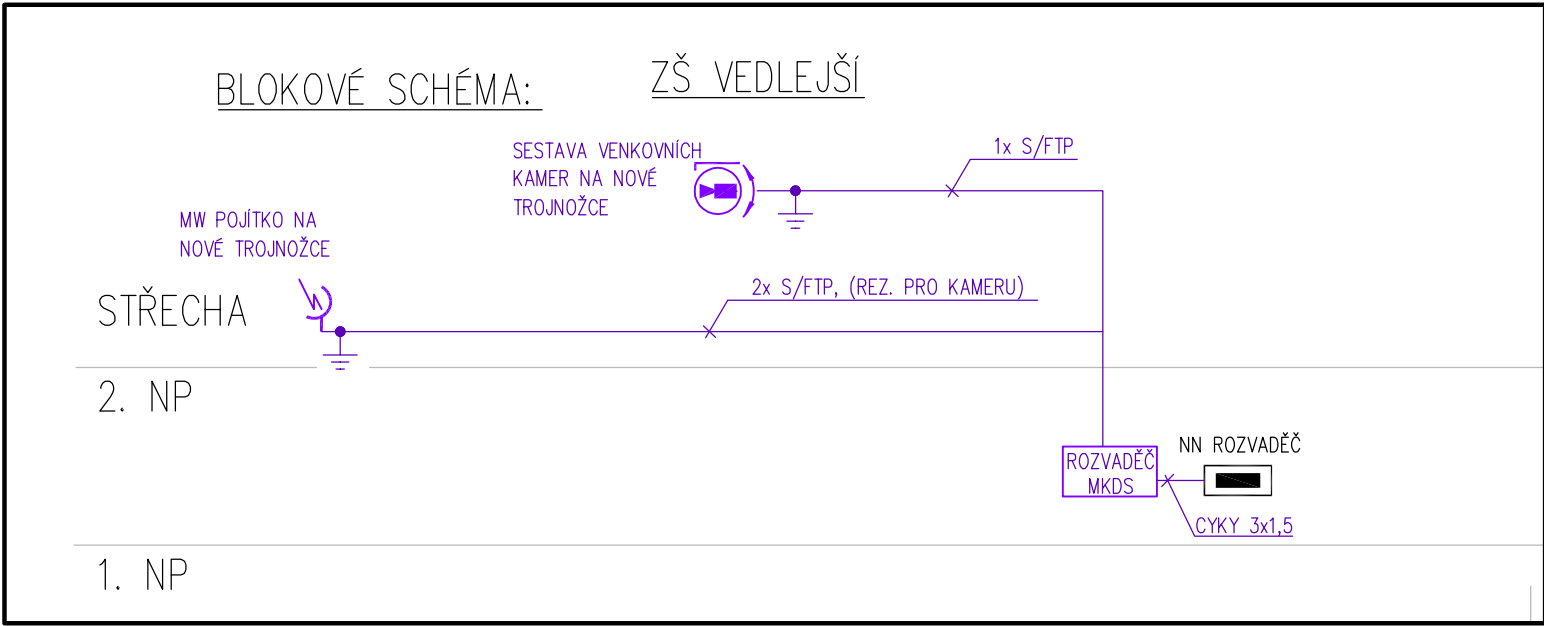 BLOKOVÉ SCHÉMA:
ZŠ VEDLEJŠÍ
SESTAVA VENKOVNÍCH
KAMER NA NOVÉ
TROJNOŽCE
1x S/FTP
MW POJÍTKO NA
NOVÉ TROJNOŽCE
2x S/FTP, (REZ. PRO KAMERU)
STŘECHA
2. NP
ROZVADĚČ
MKDS
NN ROZVADĚČ
CYKY 3x1,5
1. NP